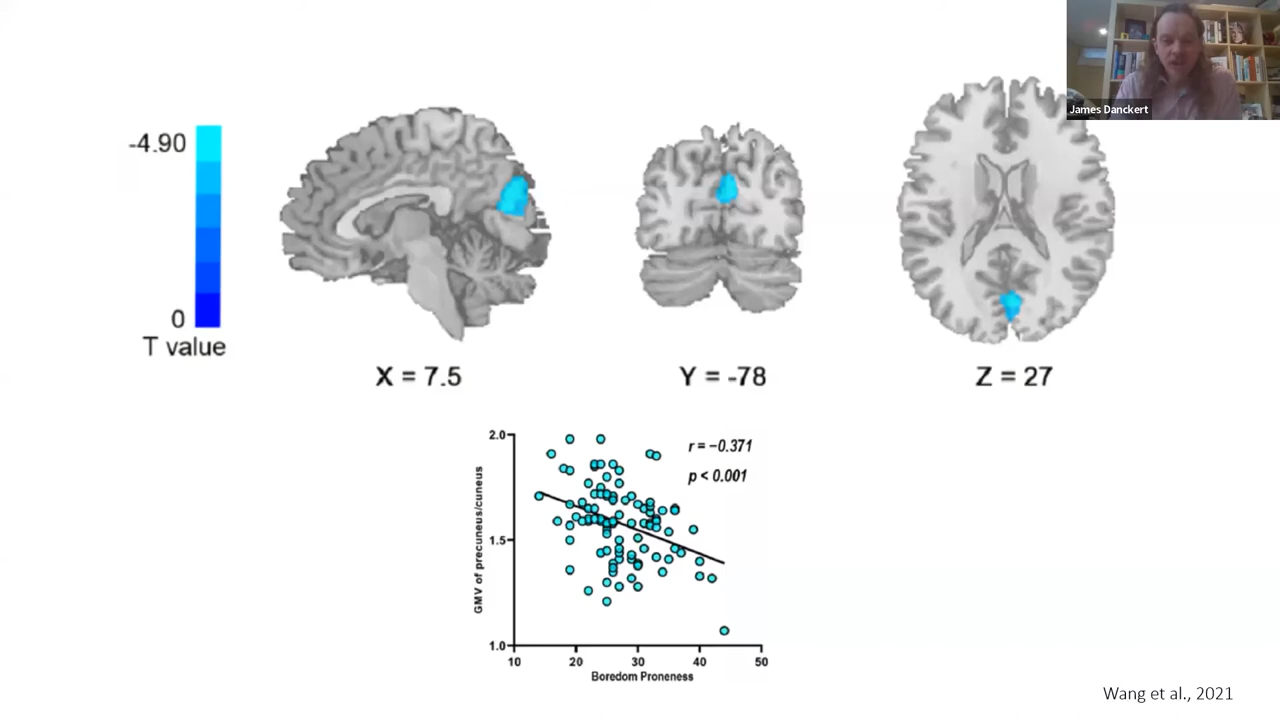 James Danckert
-4.90
0
T value
X = 7.5
Y = -78
Z = 27
2.0
1.5
1.0
GMV of precuneus/cuneus
r = −0.371
p < 0.001
10 20 30 40 50
Boredom Proneness
Wang et al., 2021